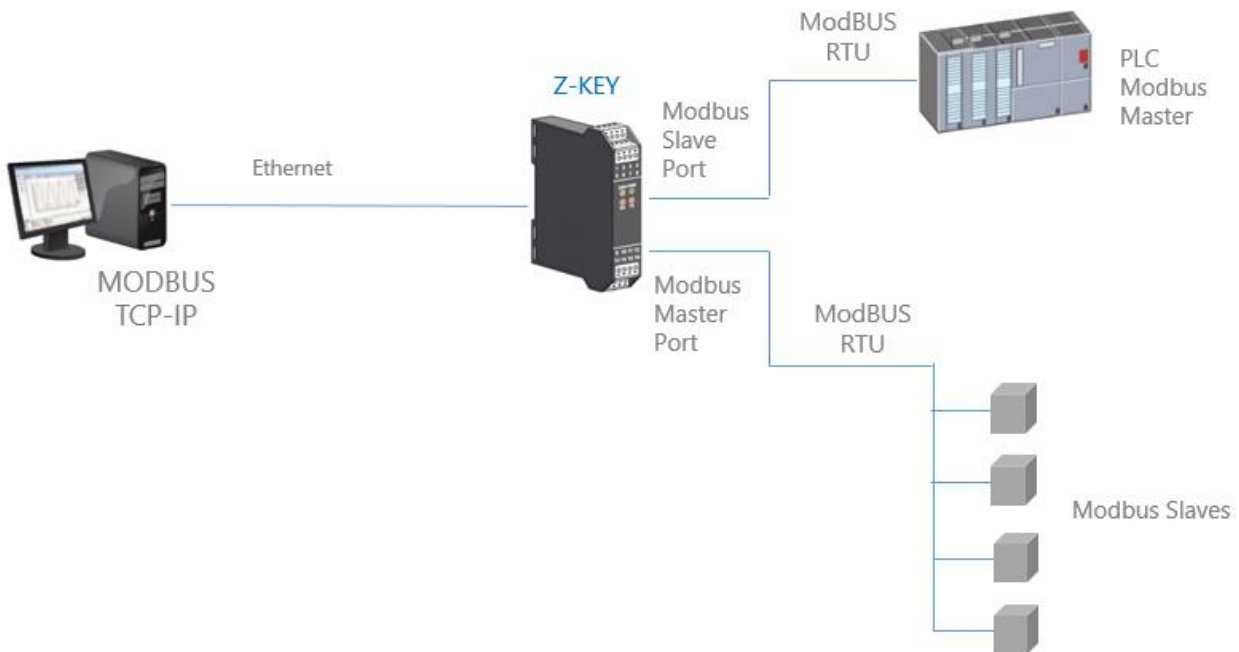 ModBUS
RTU
PLC
Modbus
Master
Z-KEY
Modbus
Slave
Port
Ethernet
MODBUS
TCP-IP
Modbus
Master
Port
ModBUS
RTU
Modbus Slaves